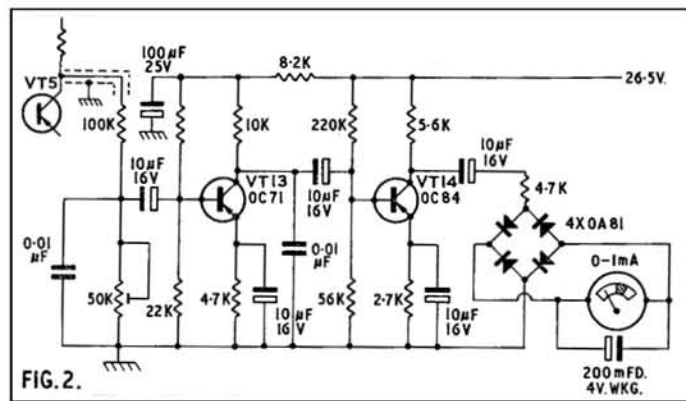 100µF
25V
8·2K
26·5V.
VT5
100K
10K
220K
5·6K
10µF
16V
10µF
16V
VT13
OC71
10µF
16V
VT14
OC84
4·7K
4X0A81
0·01
µF
0·01
µF
0-1mA
50K
22K
4·7K
10µF
16V
56K
2·7K
10µF
16V
200mFD.
4V. WKG.
FIG.2.